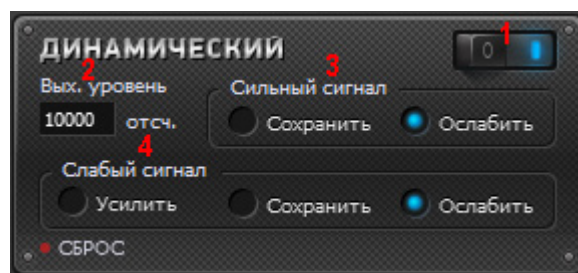 ДИНАМИЧЕСКИЙ 0 1
2 3
Вых. уровень Сильный сигнал
10000 отсч. Сохранить Ослабить
4
Слабый сигнал
Усилить Сохранить Ослабить
СБРОС